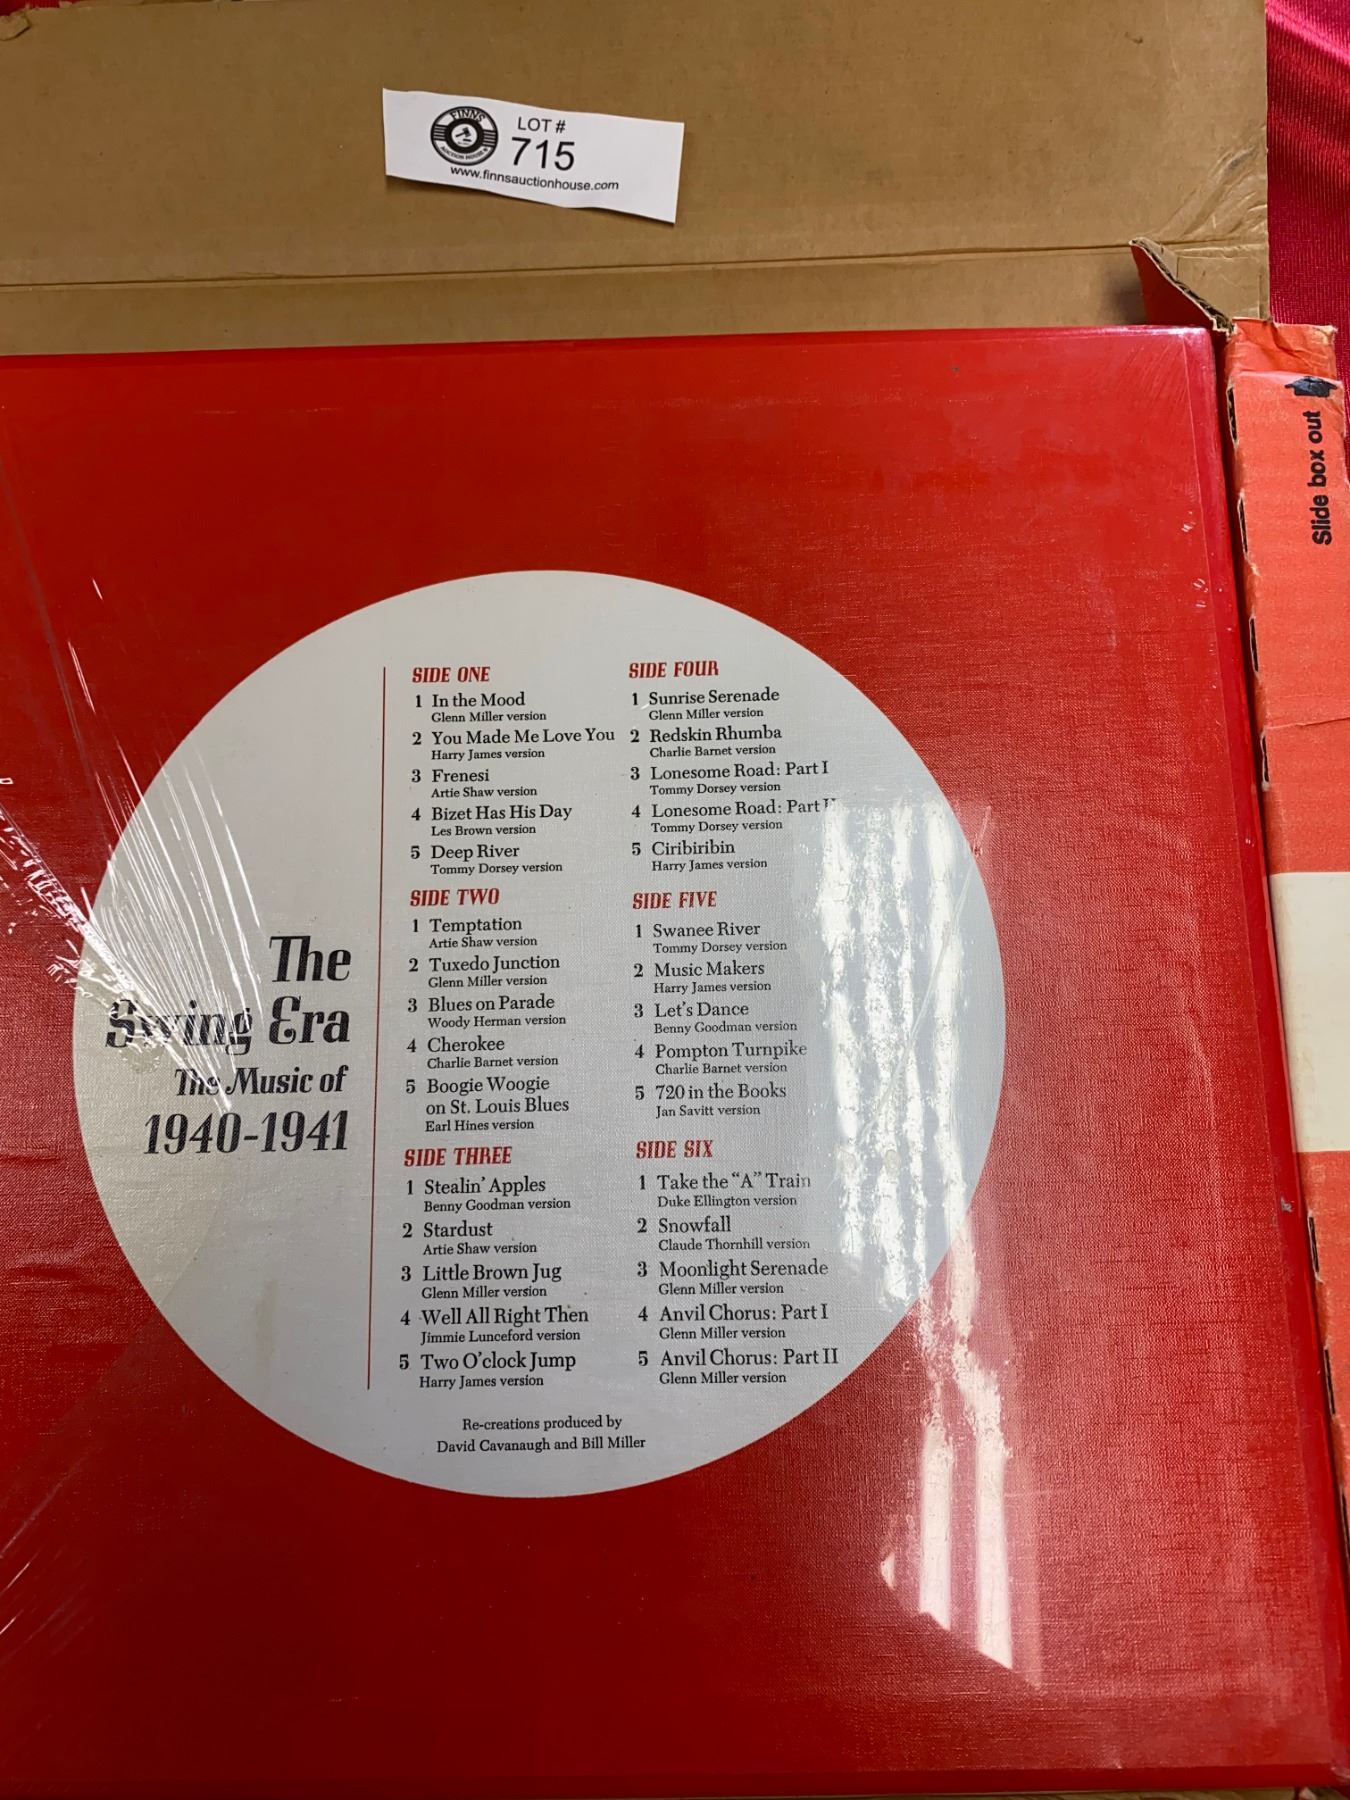 FINNS
AUCTION HOUSE
LOT #
715
www.finnsauctionhouse.com
Slide box out
The
Swing Era
The Music of
1940-1941
SIDE ONE
1 In the Mood
Glenn Miller version
2 You Made Me Love You
Harry James version
3 Frenesi
Artie Shaw version
4 Bizet Has His Day
Les Brown version
5 Deep River
Tommy Dorsey version
SIDE TWO
1 Temptation
Artie Shaw version
2 Tuxedo Junction
Glenn Miller version
3 Blues on Parade
Woody Herman version
4 Cherokee
Charlie Barnet version
5 Boogie Woogie
on St. Louis Blues
Earl Hines version
SIDE THREE
1 Stealin' Apples
Benny Goodman version
2 Stardust
Artie Shaw version
3 Little Brown Jug
Glenn Miller version
4 Well All Right Then
Jimmie Lunceford version
5 Two O'clock Jump
Harry James version
SIDE FOUR
1 Sunrise Serenade
Glenn Miller version
2 Redskin Rhumba
Charlie Barnet version
3 Lonesome Road: Part I
Tommy Dorsey version
4 Lonesome Road: Part II
Tommy Dorsey version
5 Ciribiribin
Harry James version
SIDE FIVE
1 Swanee River
Tommy Dorsey version
2 Music Makers
Harry James version
3 Let's Dance
Benny Goodman version
4 Pompton Turnpike
Charlie Barnet version
5 720 in the Books
Jan Savitt version
SIDE SIX
1 Take the "A" Train
Duke Ellington version
2 Snowfall
Claude Thornhill version
3 Moonlight Serenade
Glenn Miller version
4 Anvil Chorus: Part I
Glenn Miller version
5 Anvil Chorus: Part II
Glenn Miller version
Re-creations produced by
David Cavanaugh and Bill Miller